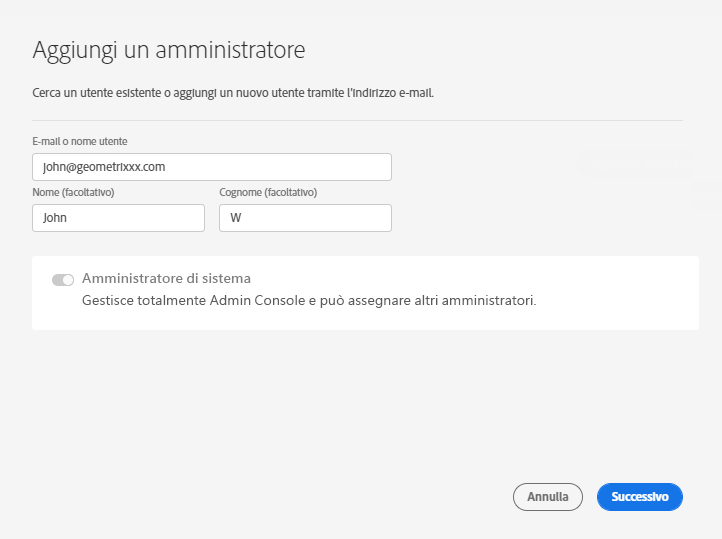 Aggiungi un amministratore
Cerca un utente esistente o aggiungi un nuovo utente tramite l'indirizzo e-mail.
E-mail o nome utente
john@geometrixxx.com
Nome (facoltativo) Cognome (facoltativo)
John W
Amministratore di sistema
Gestisce totalmente Admin Console e può assegnare altri amministratori.
Annulla Successivo